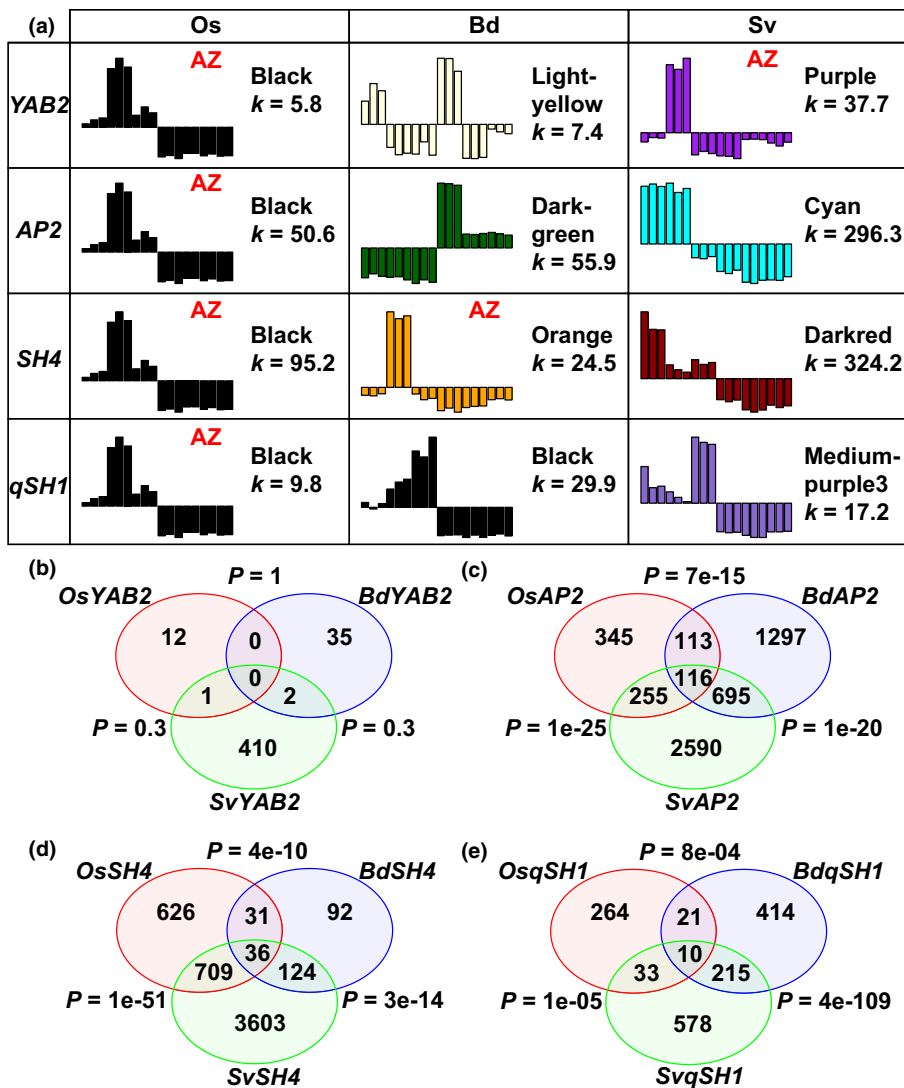 (a) Os Bd Sv
YAB2
AZ
Black
k = 5.8
Light-
yellow
k = 7.4
AZ
Purple
k = 37.7
AP2
AZ
Black
k = 50.6
Dark-
green
k = 55.9
Cyan
k = 296.3
SH4
AZ
Black
k = 95.2
AZ
Orange
k = 24.5
Darkred
k = 324.2
qSH1
AZ
Black
k = 9.8
Black
k = 29.9
Medium-
purple3
k = 17.2
(b)
P = 1
OsYAB2 BdYAB2
12 0 35
0
1 2
P = 0.3 P = 0.3
410
SvYAB2
(c)
P = 7e-15
OsAP2 BdAP2
345 113 1297
116
255 695
P = 1e-25 P = 1e-20
2590
SvAP2
(d)
P = 4e-10
OsSH4 BdSH4
626 31 92
36
709 124
P = 1e-51 P = 3e-14
3603
SvSH4
(e)
P = 8e-04
OsqSH1 BdqSH1
264 21 414
10
33 215
P = 1e-05 P = 4e-109
578
SvqSH1